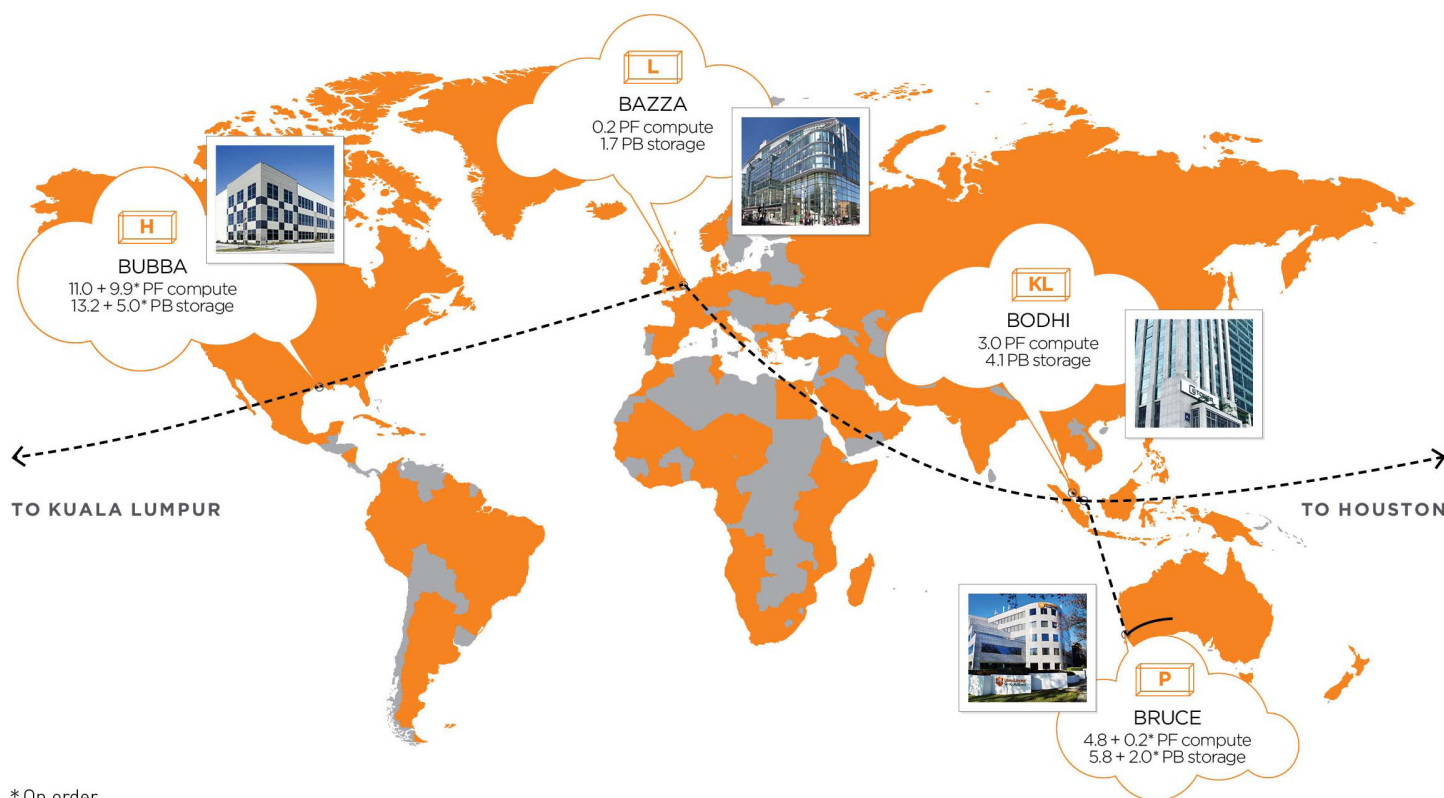 L
BAZZA
0.2 PF compute
1.7 PB storage
H
BUBBA
11.0 + 9.9* PF compute
13.2 + 5.0* PB storage
KL
BODHI
3.0 PF compute
4.1 PB storage
TO KUALA LUMPUR
TO HOUSTON
P
BRUCE
4.8 + 0.2* PF compute
5.8 + 2.0* PB storage
* On order